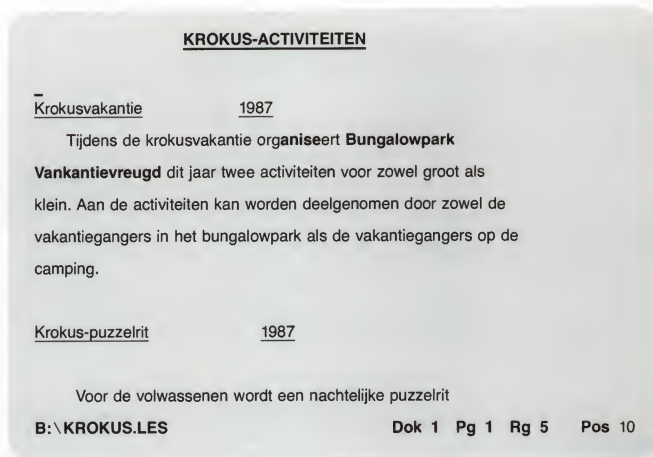 KROKUS-ACTIVITEITEN
Krokusvakantie 1987
Tijdens de krokusvakantie organiseert Bungalowpark
Vankantievreugd dit jaar twee activiteiten voor zowel groot als
klein. Aan de activiteiten kan worden deelgenomen door zowel de
vakantiegangers in het bungalowpark als de vakantiegangers op de
camping.
Krokus-puzzelrit 1987
Voor de volwassenen wordt een nachtelijke puzzelrit
B:\KROKUS.LES Dok 1 Pg 1 Rg 5 Pos 10